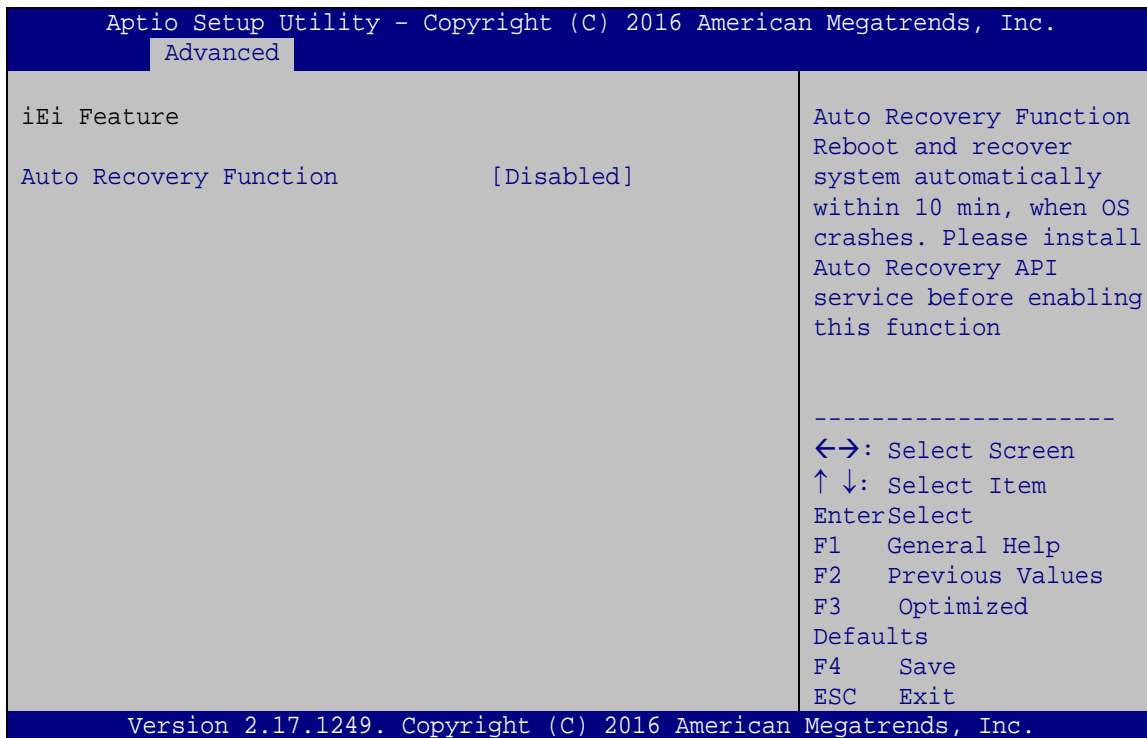 Aptio Setup Utility – Copyright (C) 2016 American Megatrends, Inc.
Advanced
iEi Feature
Auto Recovery Function [Disabled]
Auto Recovery Function
Reboot and recover
system automatically
within 10 min, when OS
crashes. Please install
Auto Recovery API
service before enabling
this function
---------------------
←→: Select Screen
↑ ↓: Select Item
EnterSelect
F1 General Help
F2 Previous Values
F3 Optimized
Defaults
F4 Save
ESC Exit
Version 2.17.1249. Copyright (C) 2016 American Megatrends, Inc.